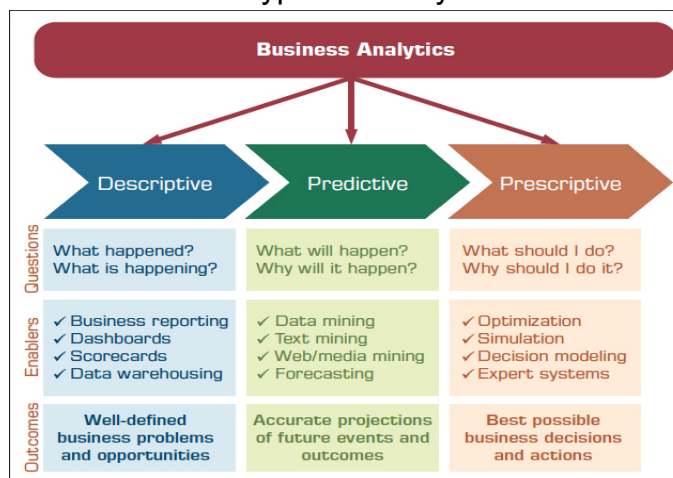 Business Analytics
Descriptive
Predictive
Prescriptive
Questions
What happened?
What is happening?
What will happen?
Why will it happen?
What should I do?
Why should I do it?
Enablers
✓ Business reporting
✓ Dashboards
✓ Scorecards
✓ Data warehousing
✓ Data mining
✓ Text mining
✓ Web/media mining
✓ Forecasting
✓ Optimization
✓ Simulation
✓ Decision modeling
✓ Expert systems
Outcomes
Well-defined
business problems
and opportunities
Accurate projections
of future events and
outcomes
Best possible
business decisions
and actions